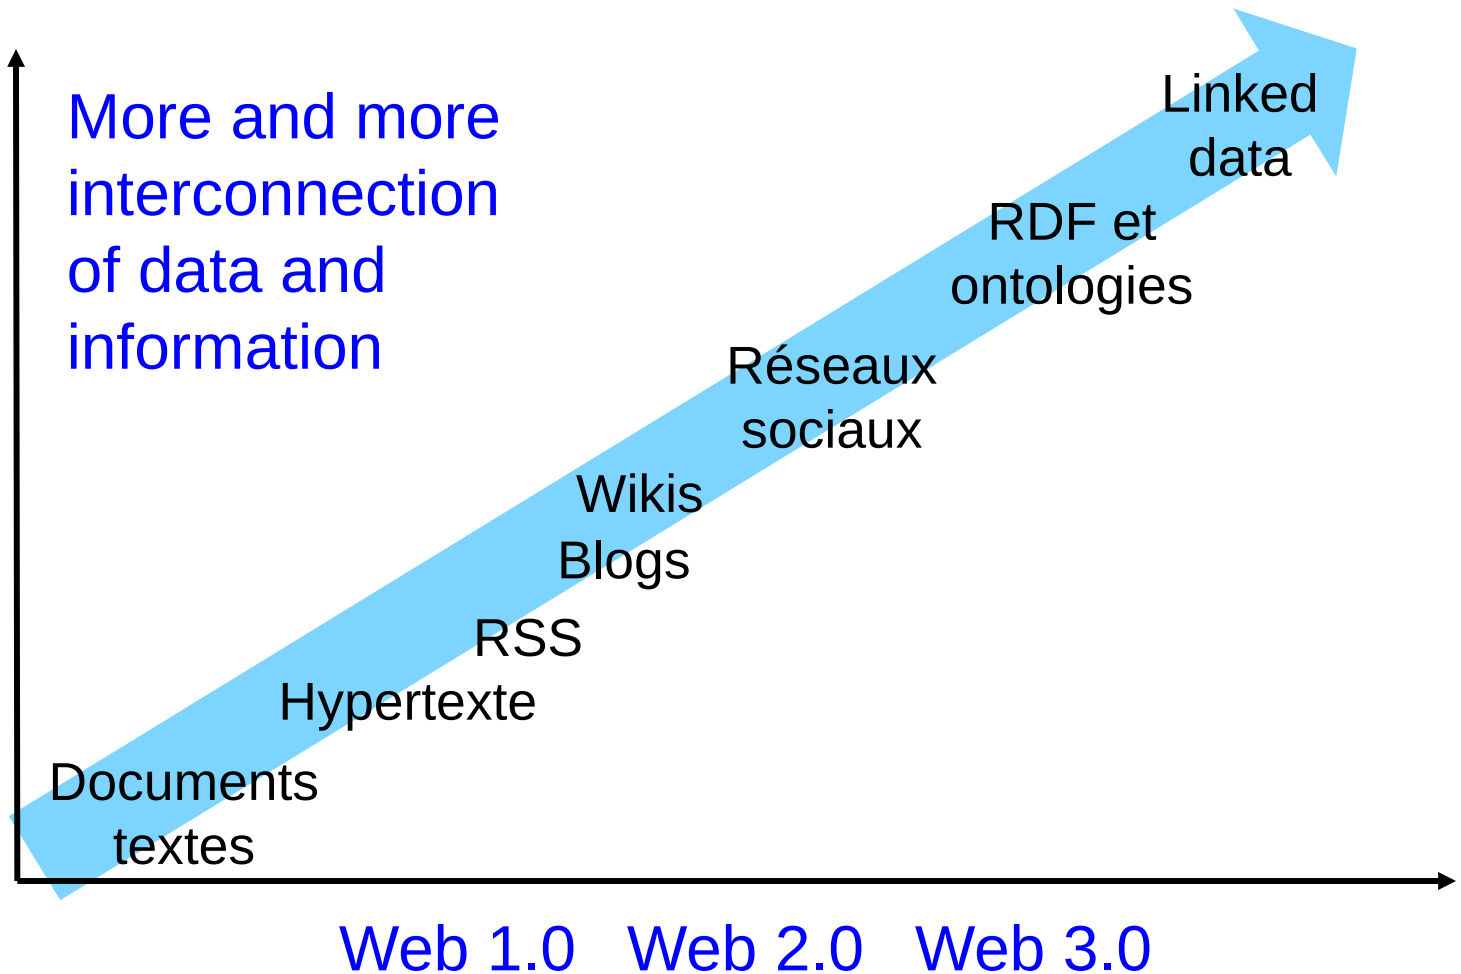 More and more
interconnection
of data and
information
Linked
data
RDF et
ontologies
Réseaux
sociaux
Wikis
Blogs
RSS
Hypertexte
Documents
textes
Web 1.0 Web 2.0 Web 3.0